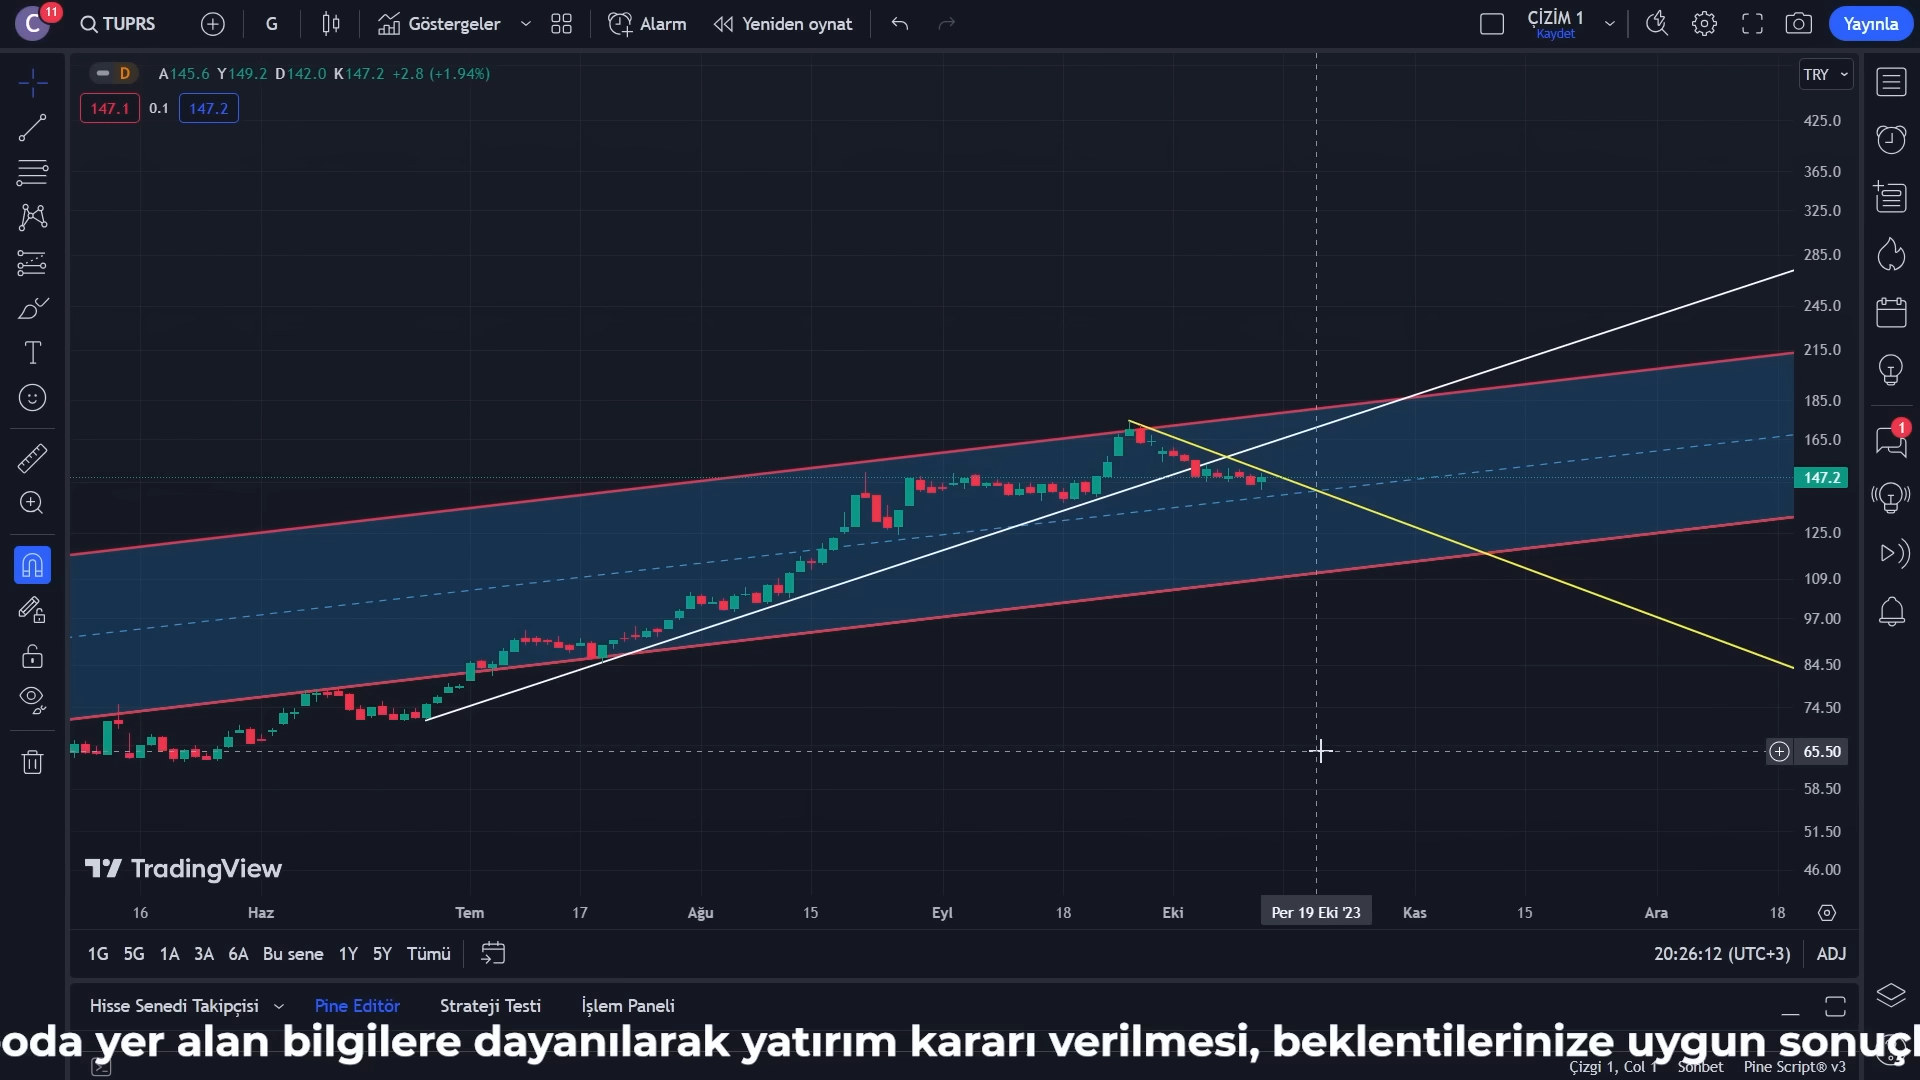 C 11 TUPRS G Göstergeler Alarm Yeniden oynat ÇİZİM 1 Kaydet Yayınla
D A145.6 Y149.2 D142.0 K147.2 +2.8 (+1.94%)
TRY
147.1 0.1 147.2
425.0
365.0
325.0
285.0
245.0
215.0
185.0
165.0
147.2
125.0
109.0
97.00
84.50
74.50
65.50
58.50
51.50
46.00
1
TradingView
16 Haz Tem 17 Ağu 15 Eyl 18 Eki Per 19 Eki '23 Kas 15 Ara 18
1G 5G 1A 3A 6A Bu sene 1Y 5Y Tümü 20:26:12 (UTC+3) ADJ
Hisse Senedi Takipçisi Pine Editör Strateji Testi İşlem Paneli
oda yer alan bilgilere dayanılarak yatırım kararı verilmesi, beklentilerinize uygun sonuç
Çizgi 1, Col 1 Sohbet Pine Script® v3